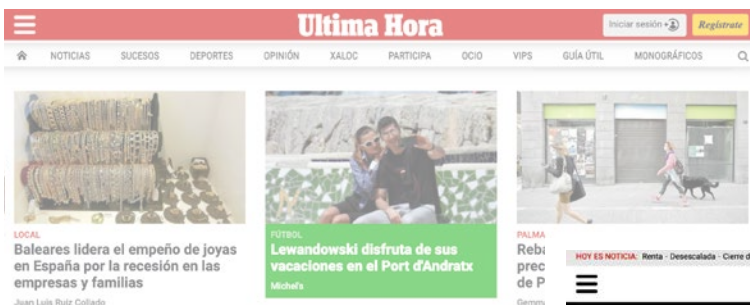 Ultima Hora
Iniciar sesión
Regístrate
NOTICIAS SUCESOS DEPORTES OPINIÓN XALOC PARTICIPA OCIO VIPS GUÍA ÚTIL MONOGRÁFICOS
LOCAL
Baleares lidera el empeño de joyas
en España por la recesión en las
empresas y familias
Juan Luis Ruiz Collado
FÚTBOL
Lewandowski disfruta de sus
vacaciones en el Port d'Andratx
Michel's
PALMA
Reba
prec
de P
Gemma
HOY ES NOTICIA: Renta - Desescalada - Cierre d